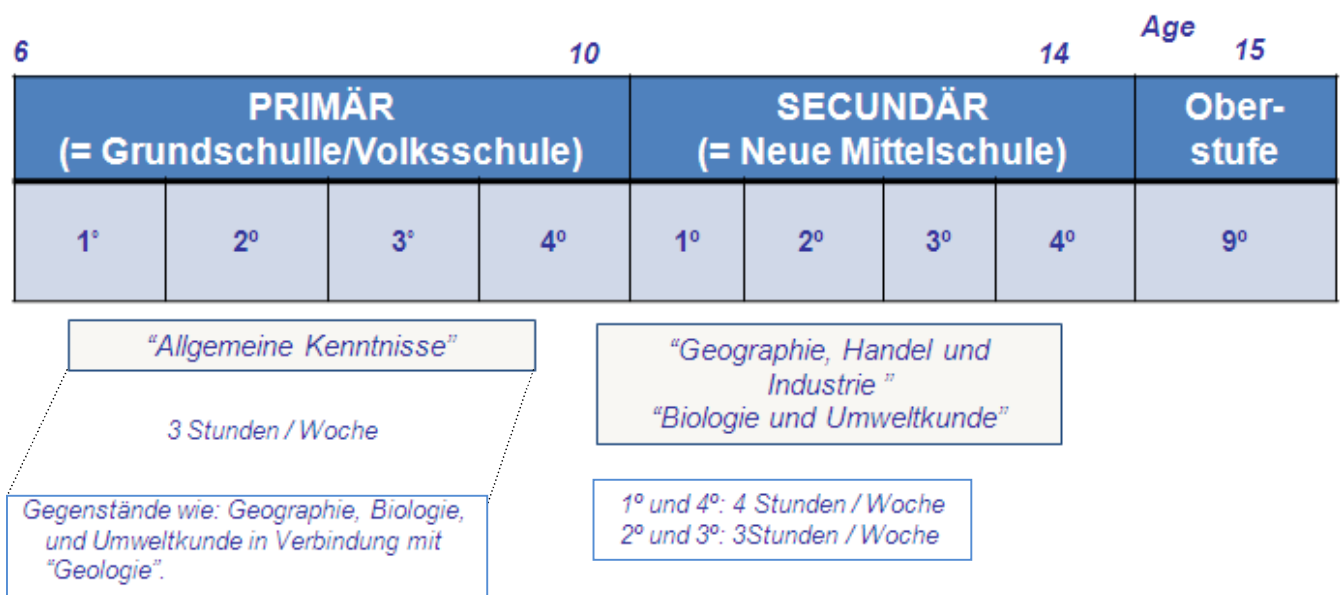 Age
6 10 14 15
PRIMÄR
(= Grundschulle/Volksschule)
SECUNDÄR
(= Neue Mittelschule)
Ober-
stufe
1° 2º 3° 4º 1º 2º 3º 4º 9º
“Allgemeine Kenntnisse”
3 Stunden / Woche
Gegenstände wie: Geographie, Biologie,
und Umweltkunde in Verbindung mit
“Geologie”.
“Geographie, Handel und
Industrie ”
“Biologie und Umweltkunde”
1º und 4º: 4 Stunden / Woche
2º und 3º: 3Stunden / Woche